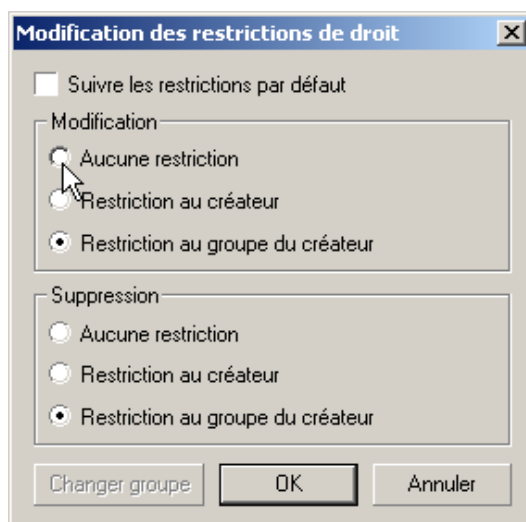 Modification des restrictions de droit
Suivre les restrictions par défaut
Modification
Aucune restriction
Restriction au créateur
Restriction au groupe du créateur
Suppression
Aucune restriction
Restriction au créateur
Restriction au groupe du créateur
Changer groupe OK Annuler